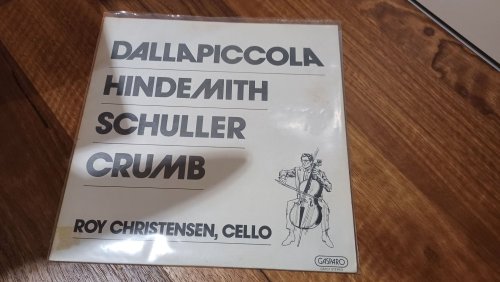 DALLAPICCOLA
HINDEMITH
SCHULLER
CRUMB
ROY CHRISTENSEN, CELLO
GASPARO